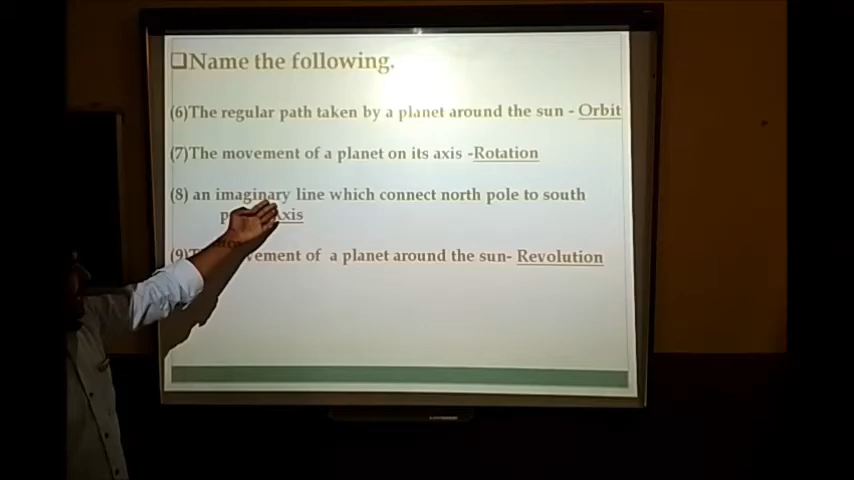 ❑Name the following.
(6)The regular path taken by a planet around the sun - Orbit
(7)The movement of a planet on its axis -Rotation
(8) an imaginary line which connect north pole to south
Axis
(9) movement of a planet around the sun- Revolution